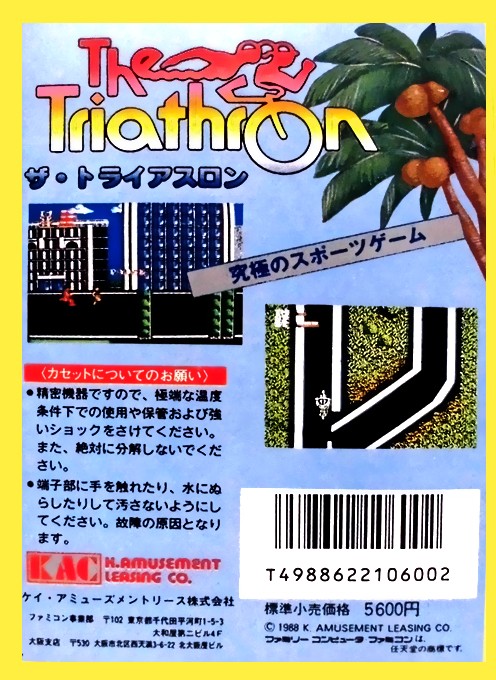 The
Triathron
ザ・トライアスロン
究極のスポーツゲーム
〈カセットについてのお願い〉
●精密機器ですので、極端な温度
条件下での使用や保管および強
いショックをさけてください。
また、絶対に分解しないでくだ
さい。
●端子部に手を触れたり、水にぬ
らしたりして汚さないようにし
てください。故障の原因となり
ます。
KAC K.AMUSEMENT
LEASING CO.
ケイ・アミューズメントリース株式会社
ファミコン事業部 〒102 東京都千代田区平河町1-5-3
大和屋第二ビル4F
大阪支店 〒530 大阪市北区西天満3-6-22 北大阪屋ビル
T4988622106002
標準小売価格 5600円
© 1988 K. AMUSEMENT LEASING CO.
ファミリー コンピュータ ファミコン は、
任天堂の商標です。